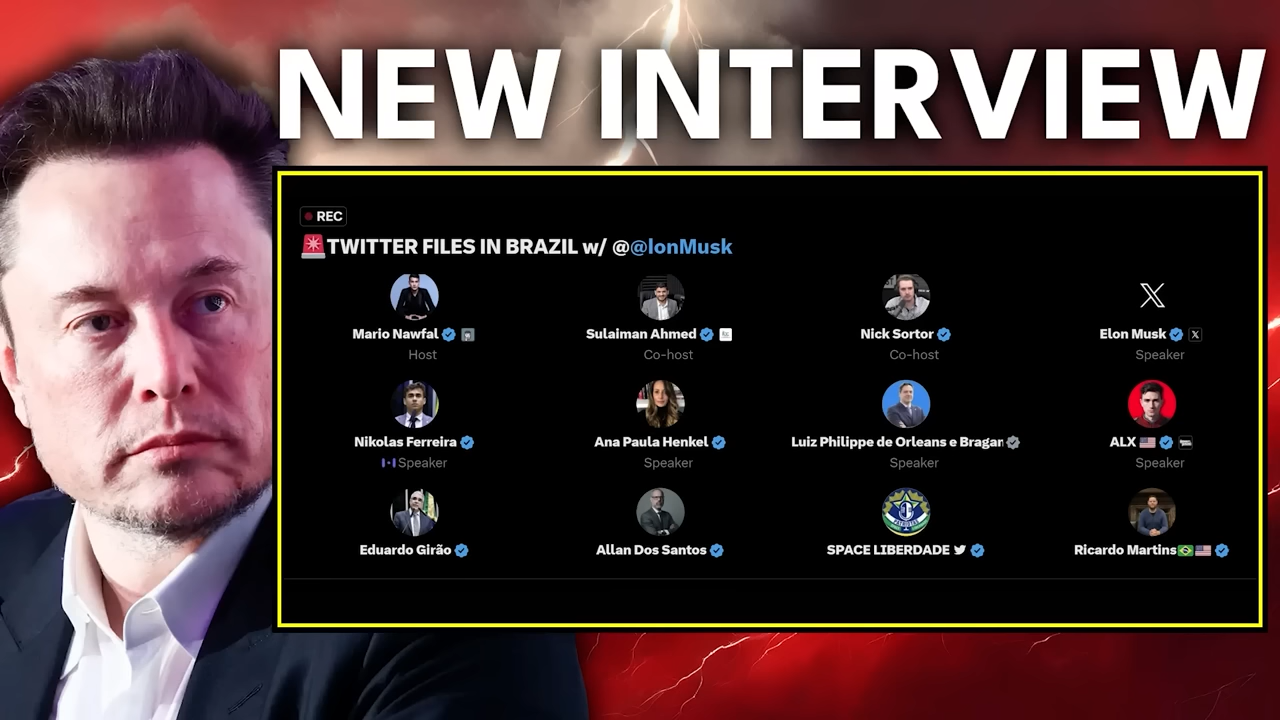 NEW INTERVIEW
REC
🚨TWITTER FILES IN BRAZIL w/ @@lonMusk
Mario Nawfal
Sulaiman Ahmed
Nick Sortor
Elon Musk
Host
Co-host
Co-host
Speaker
Nikolas Ferreira
Ana Paula Henkel
Luiz Philippe de Orleans e Bragan
ALX🇺🇸
Speaker
Speaker
Speaker
Speaker
Eduardo Girão
Allan Dos Santos
SPACE LIBERDADE
Ricardo Martins🇧🇷🇺🇸